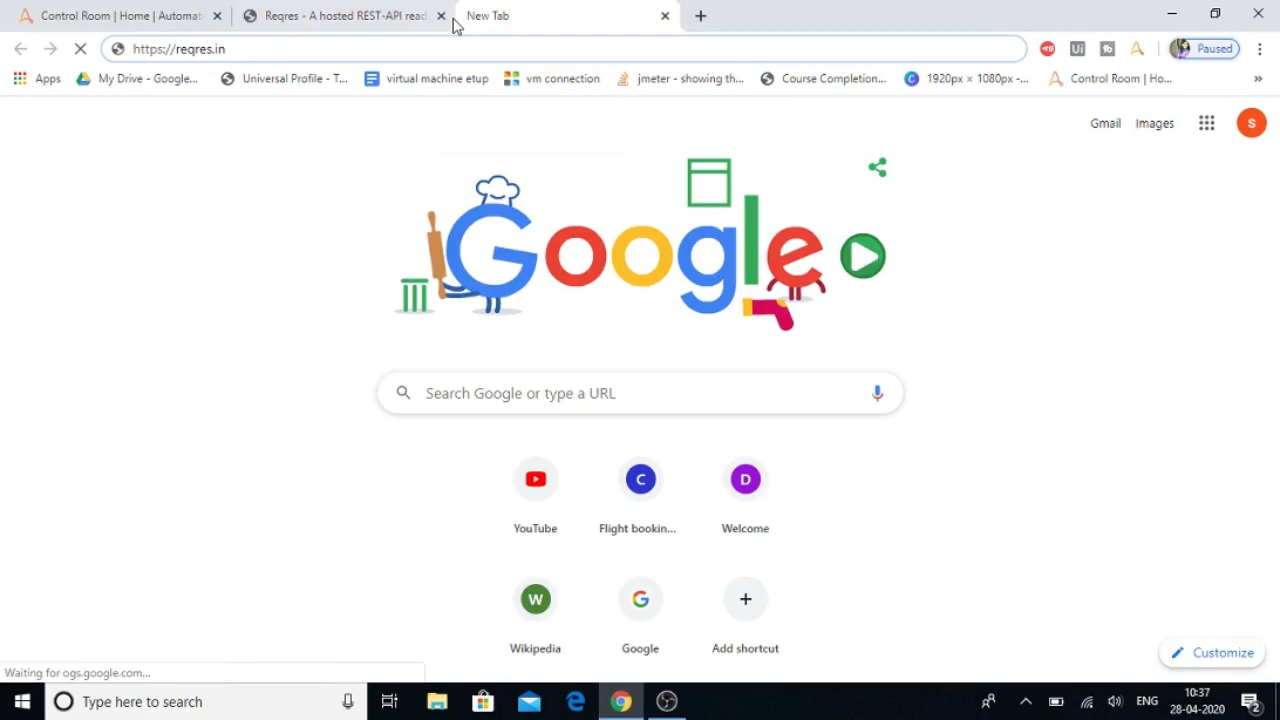 Control Room | Home | Automat
Reqres - A hosted REST-API read
New Tab
https://reqres.in
Ui
Paused
Apps
My Drive - Google...
Universal Profile - T...
virtual machine etup
vm connection
jmeter - showing th...
C
Course Completion...
1920px × 1080px -...
Control Room | Ho...
»
Gmail
Images
S
Google
Search Google or type a URL
C
D
YouTube
Flight bookin...
Welcome
W
G
Wikipedia
Google
Add shortcut
Customize
Waiting for ogs.google.com...
Type here to search
ENG
10:37
28-04-2020
2